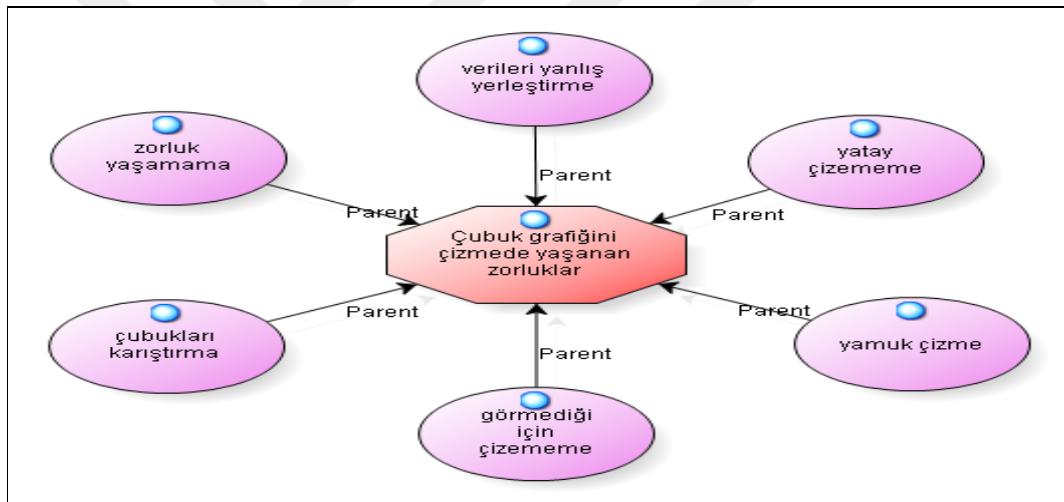 verileri yanlış
yerleştirme
zorluk
yaşamama
yatay
çizememe
Parent
Parent
Parent
Çubuk grafiğini
çizmede yaşanan
zorluklar
Parent
Parent
çubukları
karıştırma
Parent
yamuk çizme
görmediği
için
çizememe